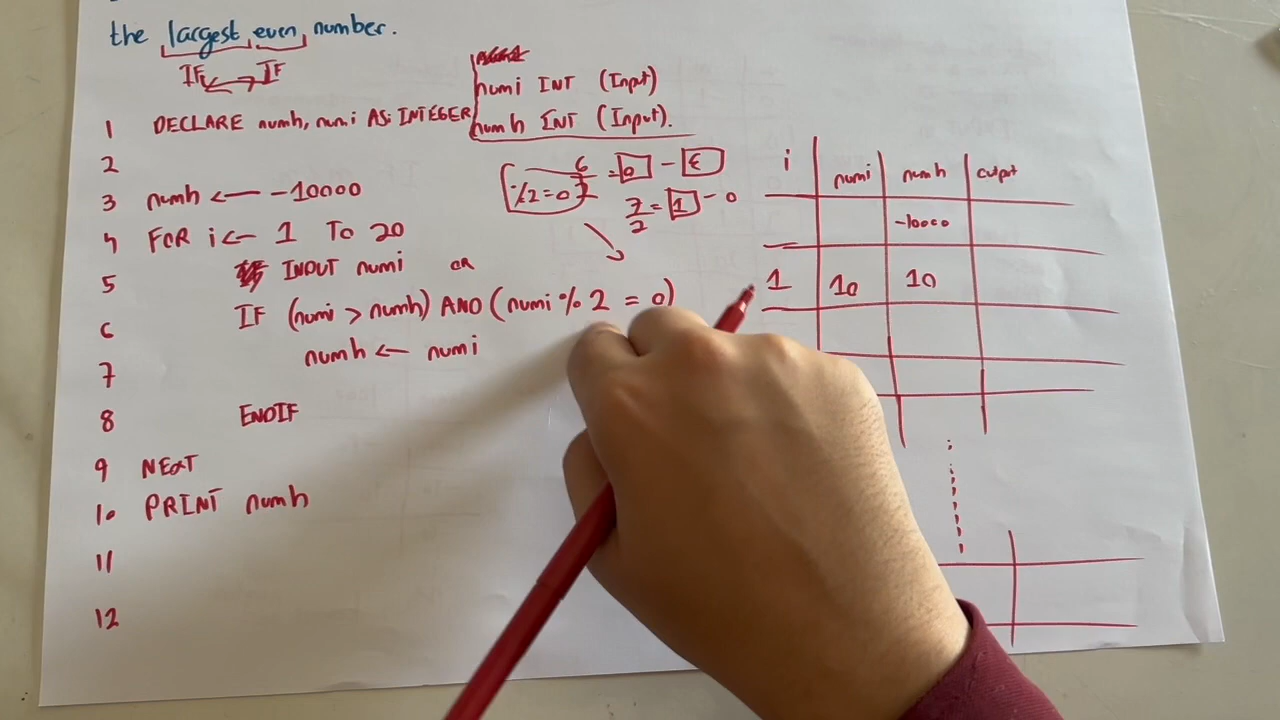 the largest even number.
IF IF
numi INT (Input)
numh INT (Input).
1 DECLARE numh, numi AS: INTEGER
2
3 numh ← -10000
4 FOR i ← 1 To 20
5 INPUT numi OR
6 IF (numi > numh) AND (numi % 2 = 0)
7 numh ← numi
8 ENDIF
9 NEXT
10 PRINT numh
11
12
%2=0
6 = 0 - E
7/2 = 1 - 0
i numi numh output
-10000
1 10 10